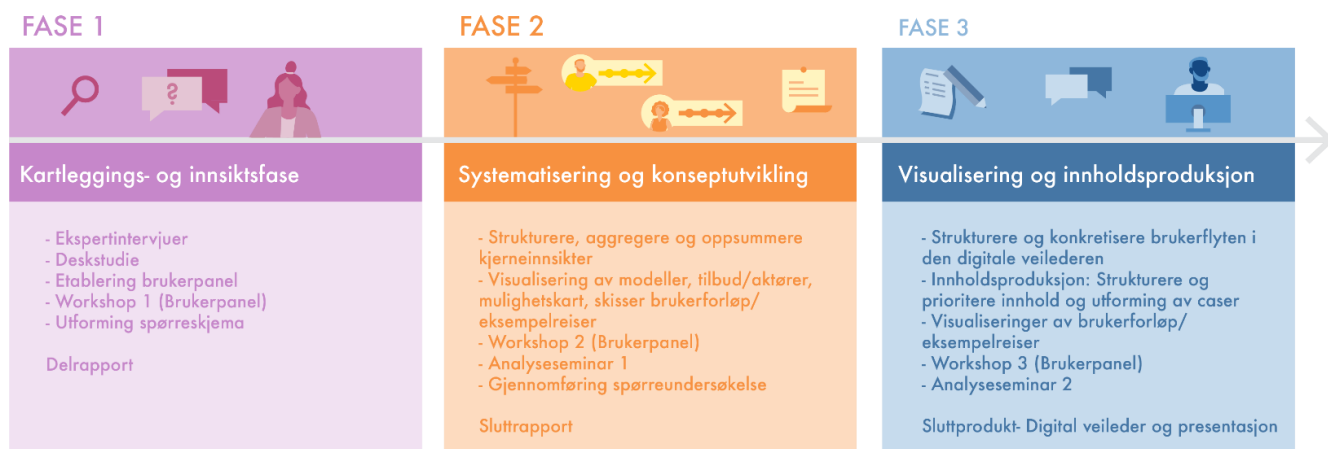 FASE 1
Kartleggings- og innsiktsfase
- Ekspertintervjuer
- Deskstudie
- Etablering brukerpanel
- Workshop 1 (Brukerpanel)
- Utforming spørreskjema
Delrapport
FASE 2
Systematisering og konseptutvikling
- Strukturere, aggregere og oppsummere
kjerneinnsikter
- Visualisering av modeller, tilbud/aktører,
mulighetskart, skisser brukerforløp/
eksempelreiser
- Workshop 2 (Brukerpanel)
- Analyseseminar 1
- Gjennomføring spørreundersøkelse
Sluttrapport
FASE 3
Visualisering og innholdsproduksjon
- Strukturere og konkretisere brukerflyten i
den digitale veilederen
- Innholdsproduksjon: Strukturere og
prioritere innhold og utforming av caser
- Visualiseringer av brukerforløp/
eksempelreiser
- Workshop 3 (Brukerpanel)
- Analyseseminar 2
Sluttprodukt- Digital veileder og presentasjon